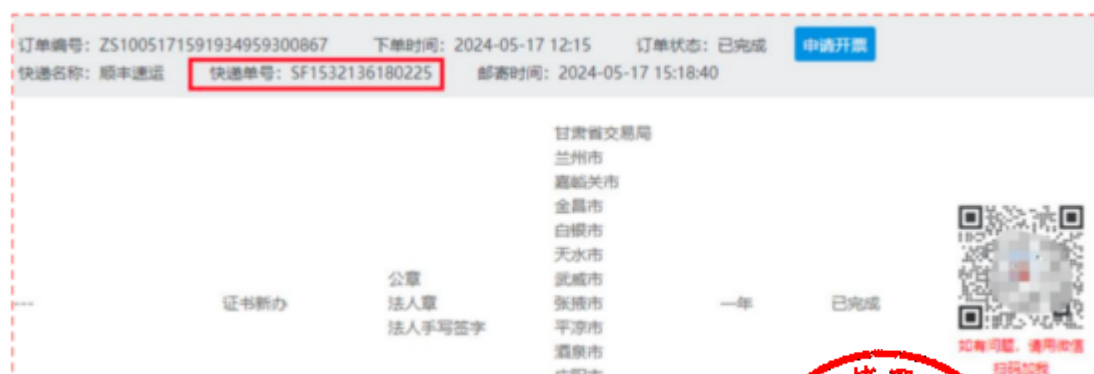 订单编号：ZS1005171591934959300867 下单时间：2024-05-17 12:15 订单状态：已完成 申请开票
快递名称：顺丰速运 快递单号：SF1532136180225 邮寄时间：2024-05-17 15:18:40
甘肃省交易局
兰州市
嘉峪关市
金昌市
白银市
天水市
公章 武威市
--- 证书新办 法人章 张掖市 一年 已完成
法人手写签字 平凉市
酒泉市
如有问题，请用微信
扫码加我